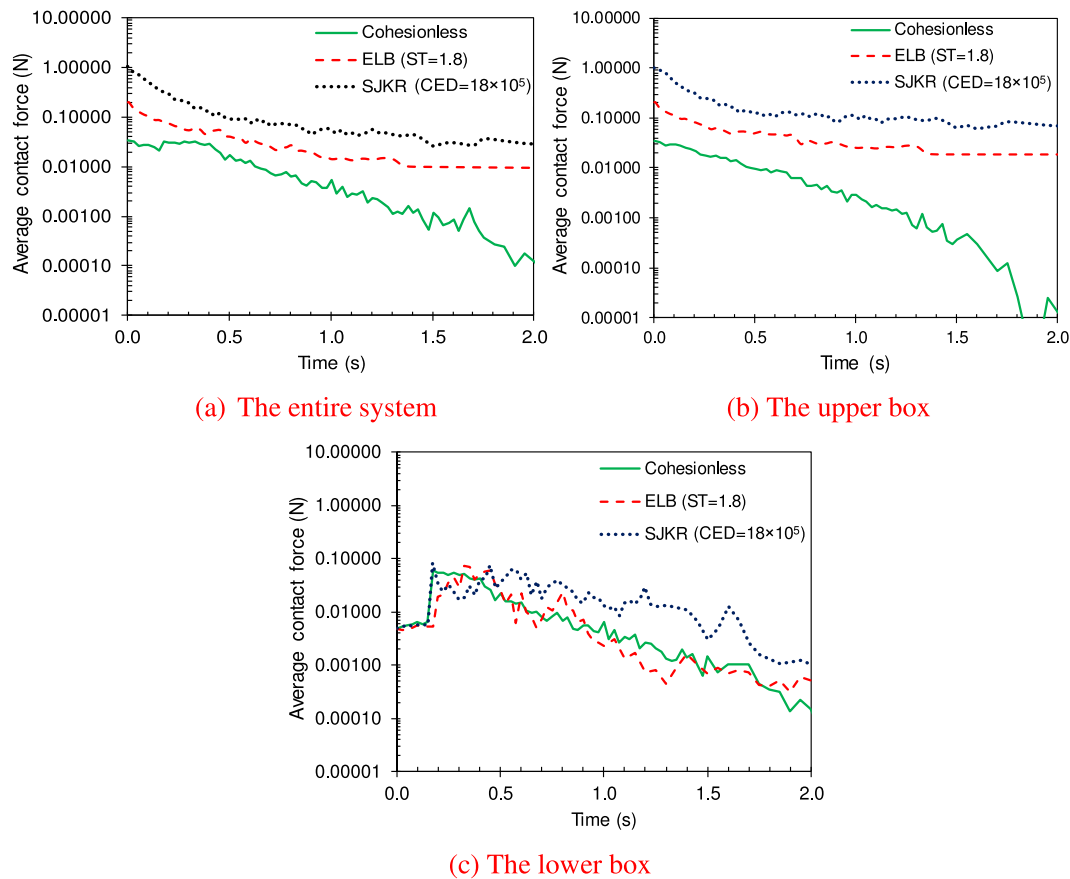 10.00000
1.00000
0.10000
0.01000
0.00100
0.00010
0.00001
Average contact force (N)
Cohesionless
ELB (ST=1.8)
SJKR (CED=18×10⁵)
0.0
0.5
1.0
1.5
2.0
Time (s)
(a) The entire system
10.00000
1.00000
0.10000
0.01000
0.00100
0.00010
0.00001
Average contact force (N)
Cohesionless
ELB (ST=1.8)
SJKR (CED=18×10⁵)
0.0
0.5
1.0
1.5
2.0
Time (s)
(b) The upper box
10.00000
1.00000
0.10000
0.01000
0.00100
0.00010
0.00001
Average contact force (N)
Cohesionless
ELB (ST=1.8)
SJKR (CED=18×10⁵)
0.0
0.5
1.0
1.5
2.0
Time (s)
(c) The lower box